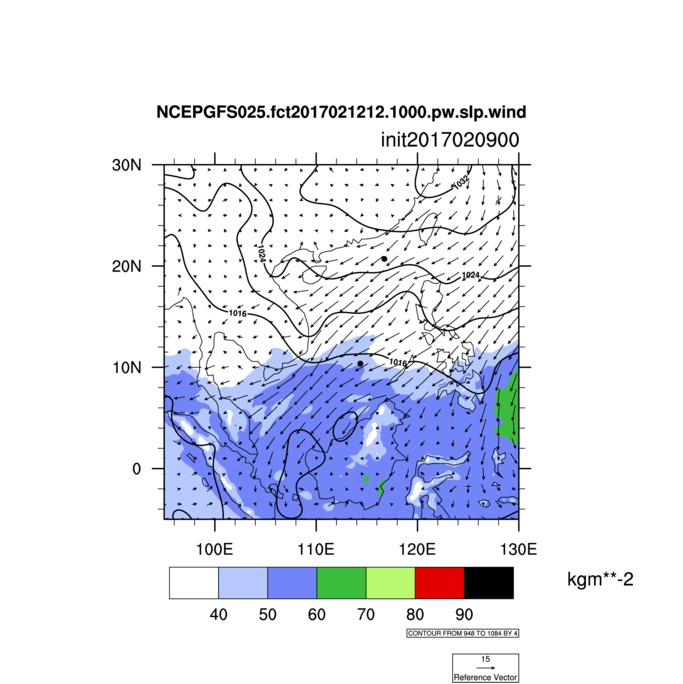 NCEPGFS025.fct2017021212.1000.pw.slp.wind
init2017020900
30N
1032
20N
1024
1024
1016
10N
1016
0
100E 110E 120E 130E
kgm**-2
40 50 60 70 80 90
CONTOUR FROM 948 TO 1084 BY 4
15
Reference Vector